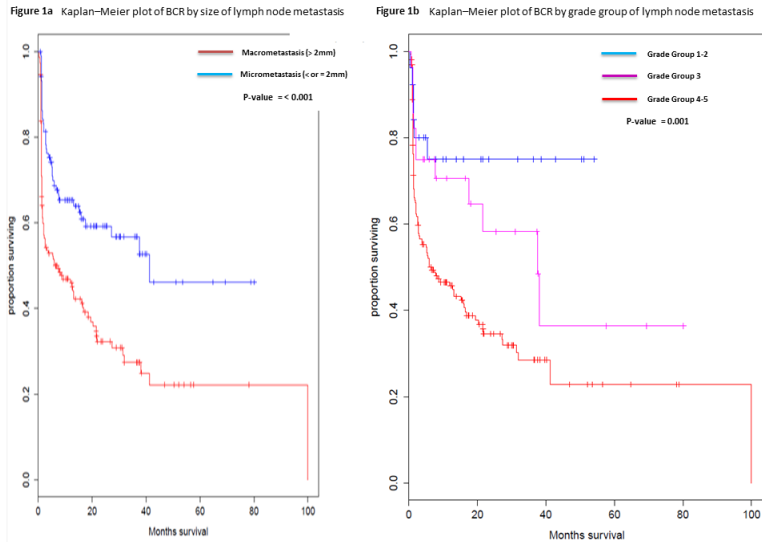 Figure 1a Kaplan–Meier plot of BCR by size of lymph node metastasis
Macrometastasis (> 2mm)
Micrometastasis (< or = 2mm)
P-value = < 0.001
proportion surviving
1.0
0.8
0.6
0.4
0.2
0.0
0 20 40 60 80 100
Months survival
Figure 1b Kaplan–Meier plot of BCR by grade group of lymph node metastasis
Grade Group 1-2
Grade Group 3
Grade Group 4-5
P-value = 0.001
proportion surviving
1.0
0.8
0.6
0.4
0.2
0.0
0 20 40 60 80 100
Months survival